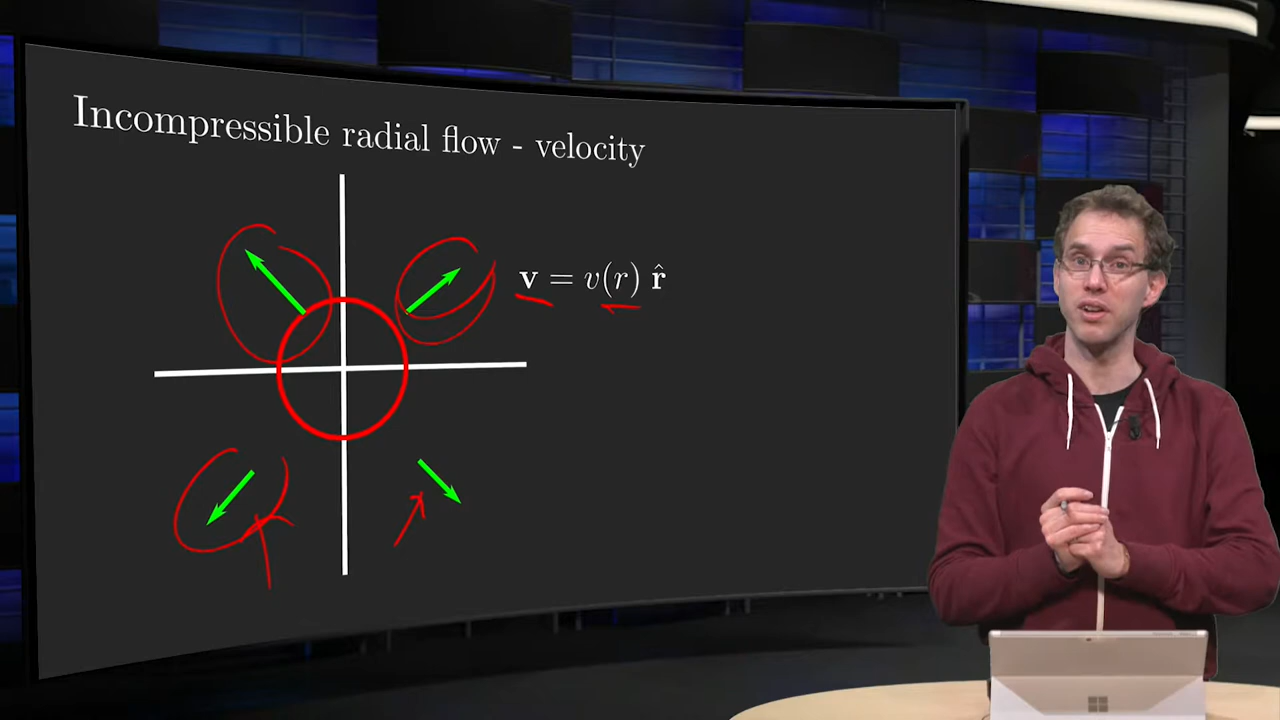 Incompressible radial flow - velocity
v = v(r) r̂